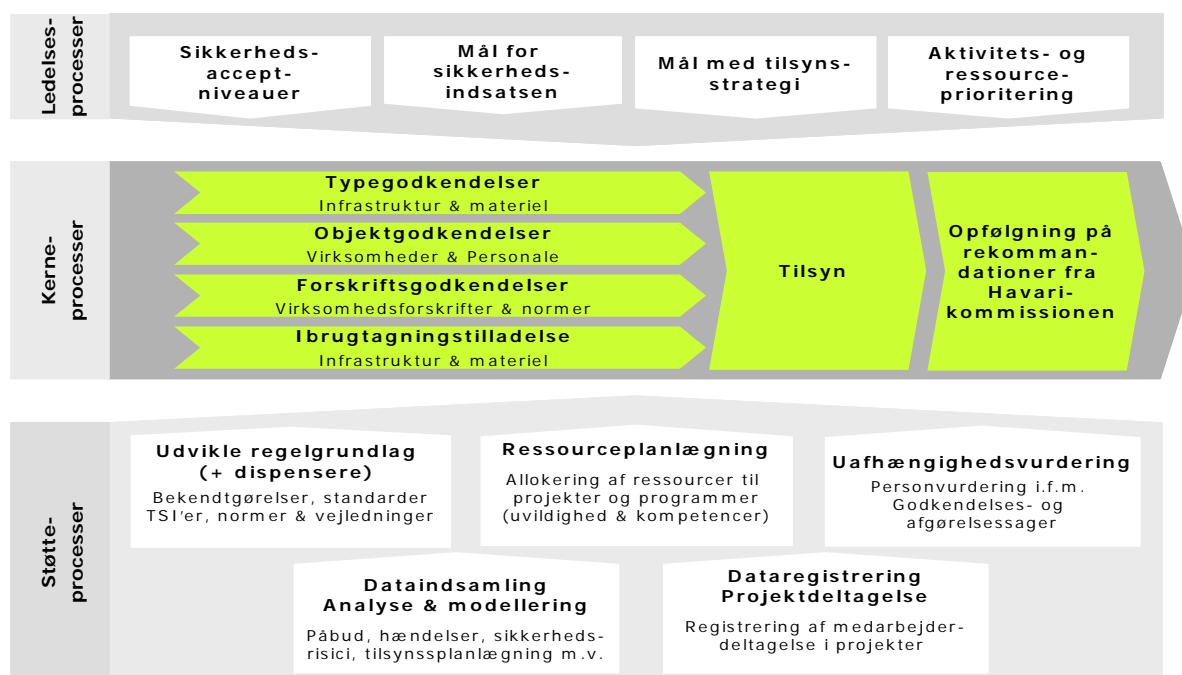 Ledelses-
processer
Sikkerheds-
accept-
niveauer
Mål for
sikkerheds-
indsatsen
Mål med tilsyns-
strategi
Aktivitets- og
ressource-
prioritering
Kerne-
processer
Typegodkendelser
Infrastruktur & materiel
Objektgodkendelser
Virksomheder & Personale
Forskriftsgodkendelser
Virksomhedsforskrifter & normer
Ibrugtagningstilladelse
Infrastruktur & materiel
Tilsyn
Opfølgning på
rekomman-
dationer fra
Havari-
kommissionen
Støtte-
processer
Udvikle regelgrundlag
(+ dispensere)
Bekendtgørelser, standarder
TSI'er, normer & vejledninger
Ressourceplanlægning
Allokering af ressourcer til
projekter og programmer
(uvildighed & kompetencer)
Uafhængighedsvurdering
Personvurdering i.f.m.
Godkendelses- og
afgørelsessager
Dataindsamling
Analyse & modellering
Påbud, hændelser, sikkerheds-
risici, tilsynssplanlægning m.v.
Dataregistrering
Projektdeltagelse
Registrering af medarbejder-
deltagelse i projekter